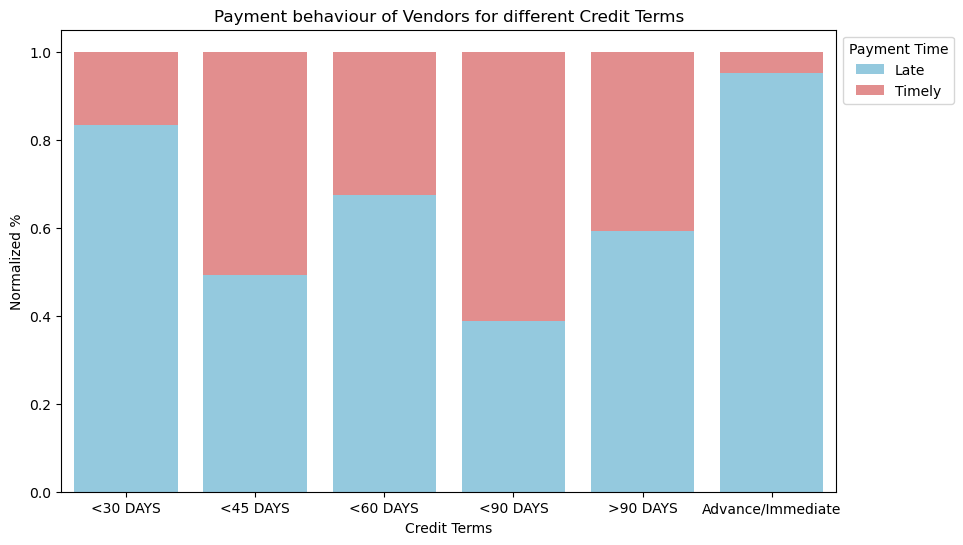 Payment behaviour of Vendors for different Credit Terms
Payment Time
Late
Timely
Normalized %
1.0
0.8
0.6
0.4
0.2
0.0
<30 DAYS <45 DAYS <60 DAYS <90 DAYS >90 DAYS Advance/Immediate
Credit Terms